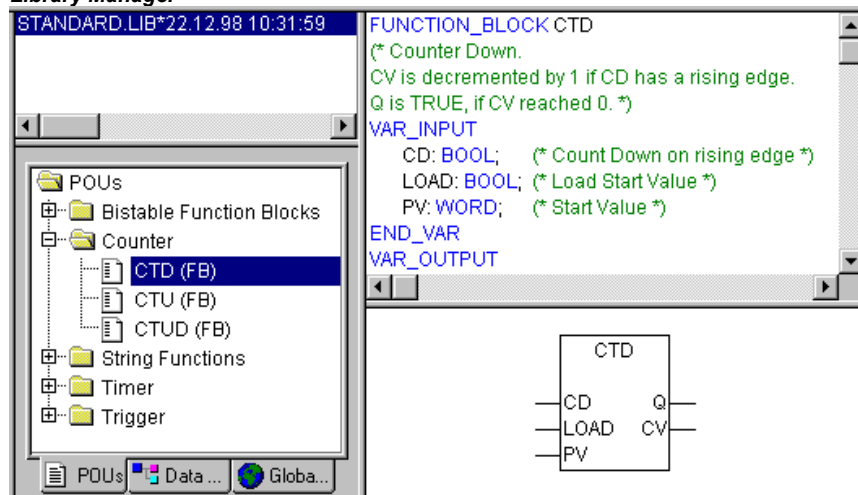 Library Manager
STANDARD.LIB*22.12.98 10:31:59
POUs
Bistable Function Blocks
Counter
CTD (FB)
CTU (FB)
CTUD (FB)
String Functions
Timer
Trigger
POUs Data ... Globa...
FUNCTION_BLOCK CTD
(* Counter Down.
CV is decremented by 1 if CD has a rising edge.
Q is TRUE, if CV reached 0. *)
VAR_INPUT
CD: BOOL; (* Count Down on rising edge *)
LOAD: BOOL; (* Load Start Value *)
PV: WORD; (* Start Value *)
END_VAR
VAR_OUTPUT
CTD
CD Q
LOAD CV
PV